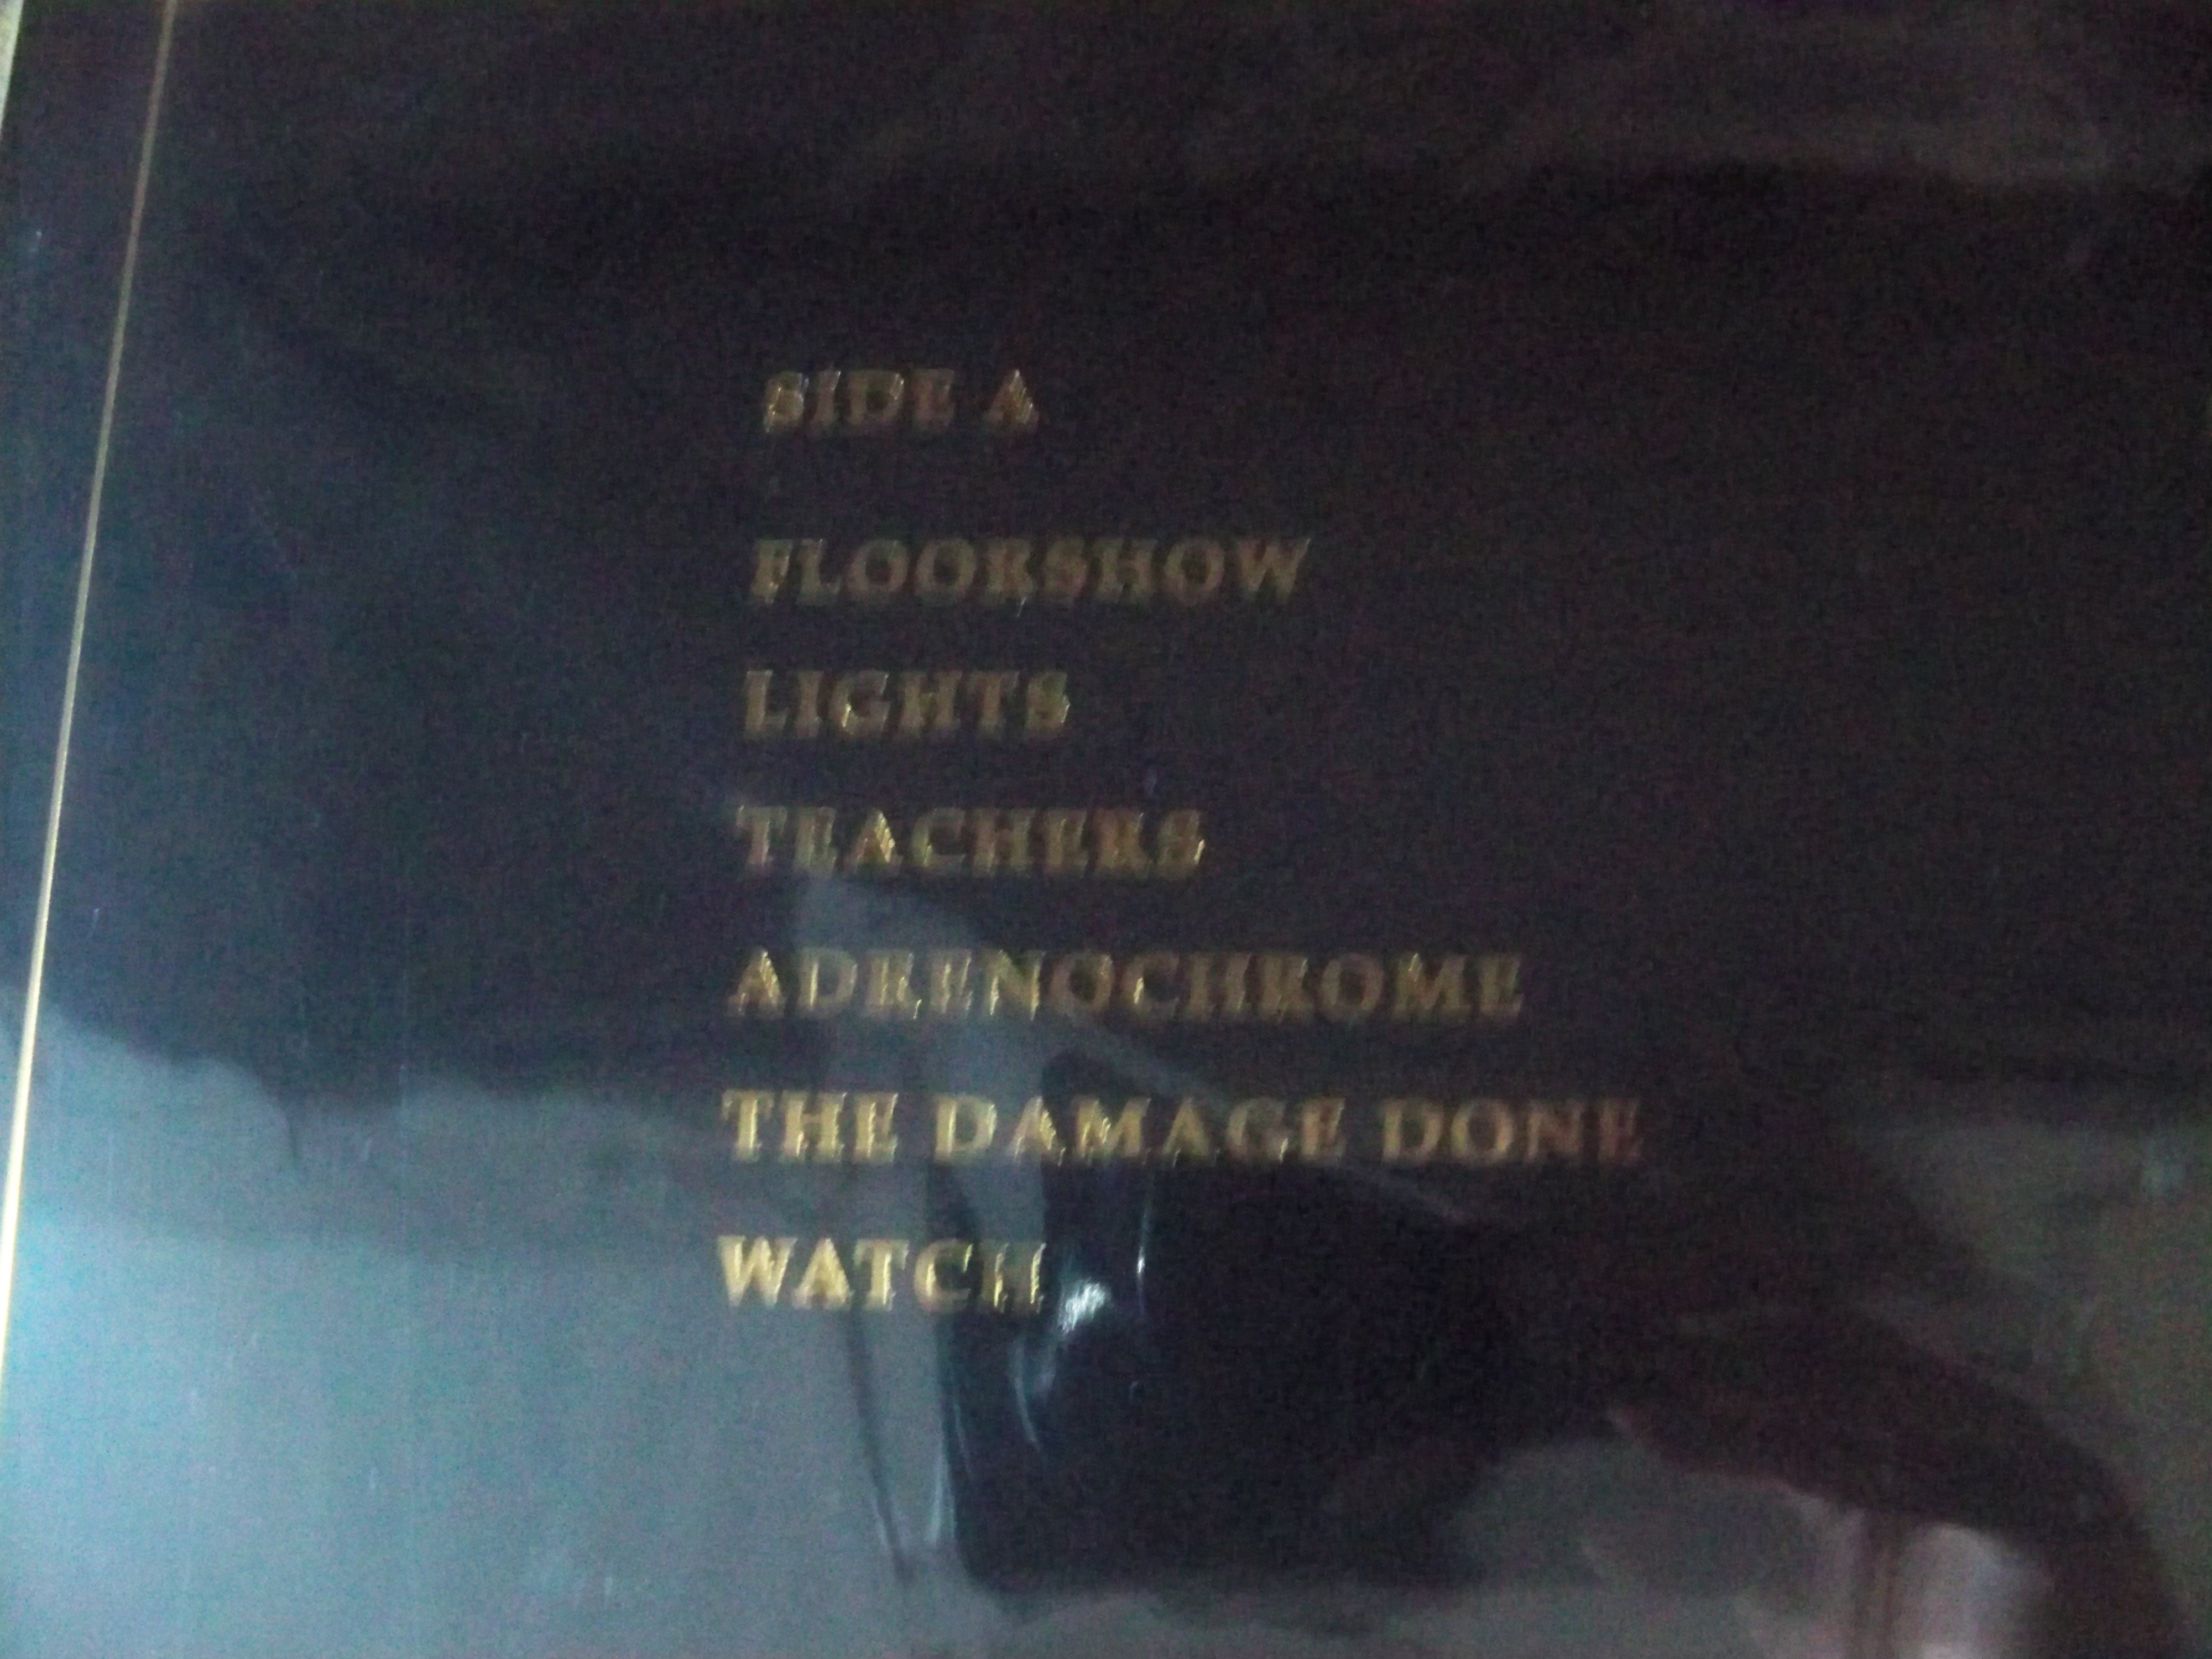 SIDE A
FLOORSHOW
LIGHTS
TEACHERS
ADRENOCHROME
THE DAMAGE DONE
WATCH